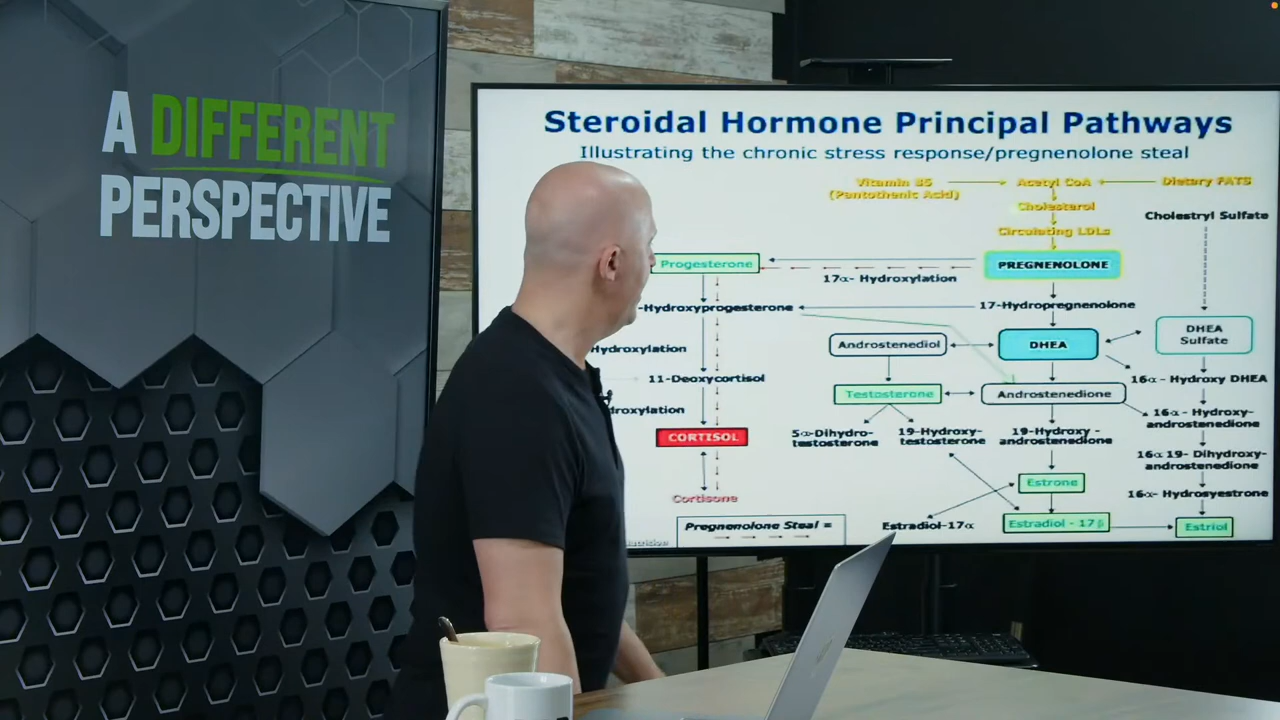 A DIFFERENT
PERSPECTIVE
Steroidal Hormone Principal Pathways
Illustrating the chronic stress response/pregnenolone steal
Vitamin B5
(Pantothenic Acid)
Acetyl CoA
Dietary FATS
Cholesterol
Cholestryl Sulfate
Circulating LDLs
Progesterone
PREGNENOLONE
17α- Hydroxylation
-Hydroxyprogesterone
17-Hydropregnenolone
DHEA
Sulfate
Androstenediol
DHEA
Hydroxylation
11-Deoxycortisol
16α - Hydroxy DHEA
Testosterone
Androstenedione
droxylation
16α - Hydroxy-
androstenedione
CORTISOL
5α-Dihydro-
testosterone
19-Hydroxy-
testosterone
19-Hydroxy -
androstenedione
16α 19- Dihydroxy-
androstenedione
Estrone
16α- Hydrosyestrone
Cortisone
Pregnenolone Steal =
Estradiol-17α
Estradiol - 17β
Estriol